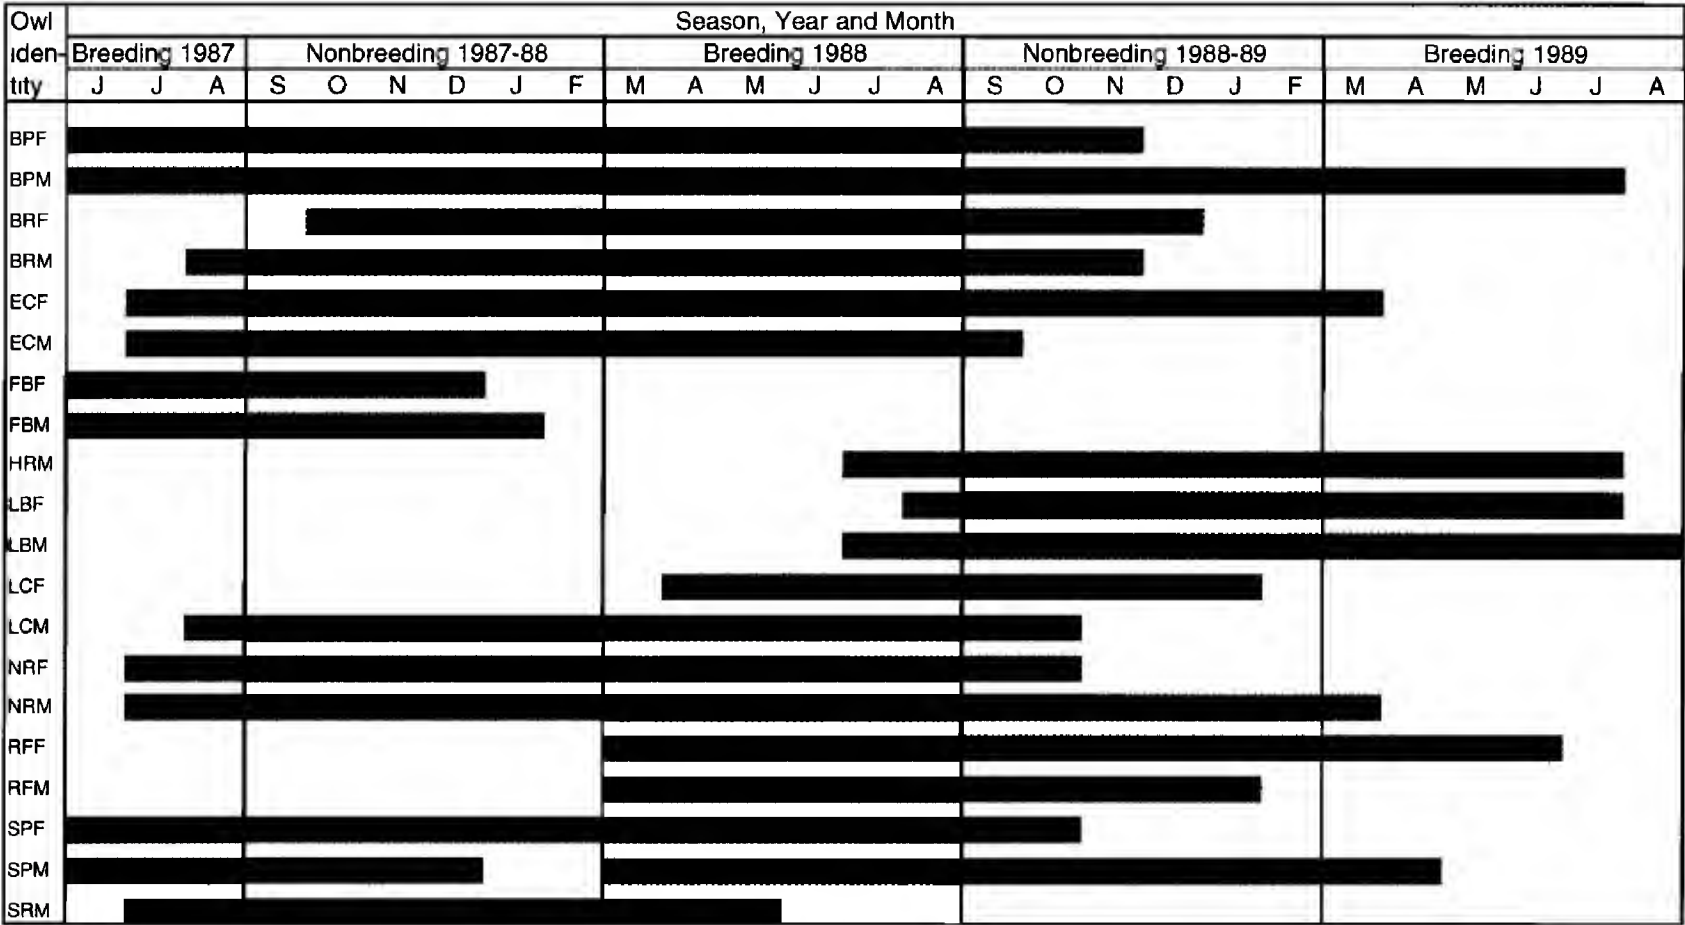 Owl Season, Year and Month
iden- Breeding 1987 Nonbreeding 1987-88 Breeding 1988 Nonbreeding 1988-89 Breeding 1989
tity J J A S O N D J F M A M J J A S O N D J F M A M J J A
BPF
BPM
BRF
BRM
ECF
ECM
FBF
FBM
HRM
LBF
LBM
LCF
LCM
NRF
NRM
RFF
RFM
SPF
SPM
SRM